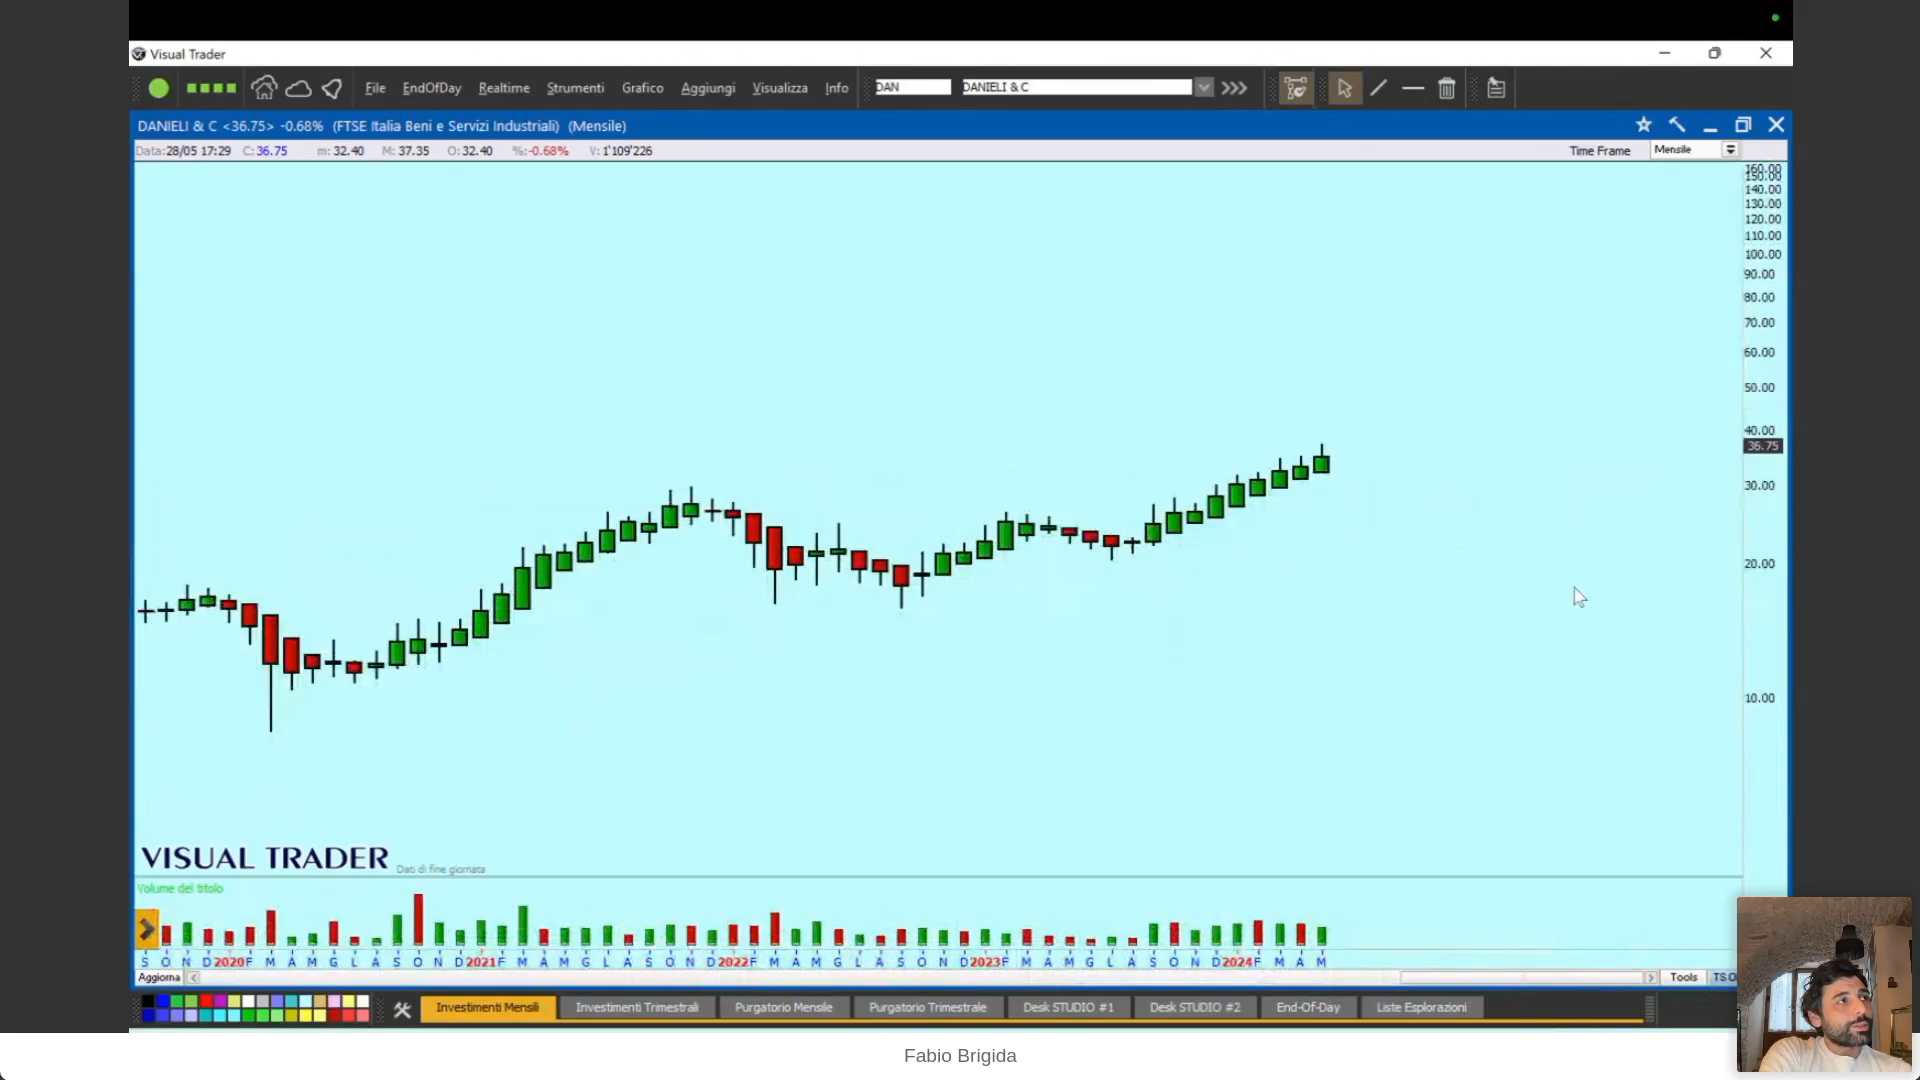 Visual Trader
File EndOfDay Realtime Strumenti Grafico Aggiungi Visualizza Info DAN DANIELI & C
DANIELI & C <36.75> -0.68% (FTSE Italia Beni e Servizi Industriali) (Mensile)
Data:28/05 17:29 C:36.75 m:32.40 M:37.35 O:32.40 %:-0.68% V:1'109'226 Time Frame Mensile
160.00
150.00
140.00
130.00
120.00
110.00
100.00
90.00
80.00
70.00
60.00
50.00
40.00
36.75
30.00
20.00
10.00
VISUAL TRADER Dati di fine giornata
Volume del titolo
S O N D 2020 F M A M G L A S O N D 2021 F M A M G L A S O N D 2022 F M A M G L A S O N D 2023 F M A M G L A S O N D 2024 F M A M
Aggiorna Tools TS O
Investimenti Mensili Investimenti Trimestrali Purgatorio Mensile Purgatorio Trimestrale Desk STUDIO #1 Desk STUDIO #2 End-Of-Day Liste Esplorazioni
Fabio Brigida